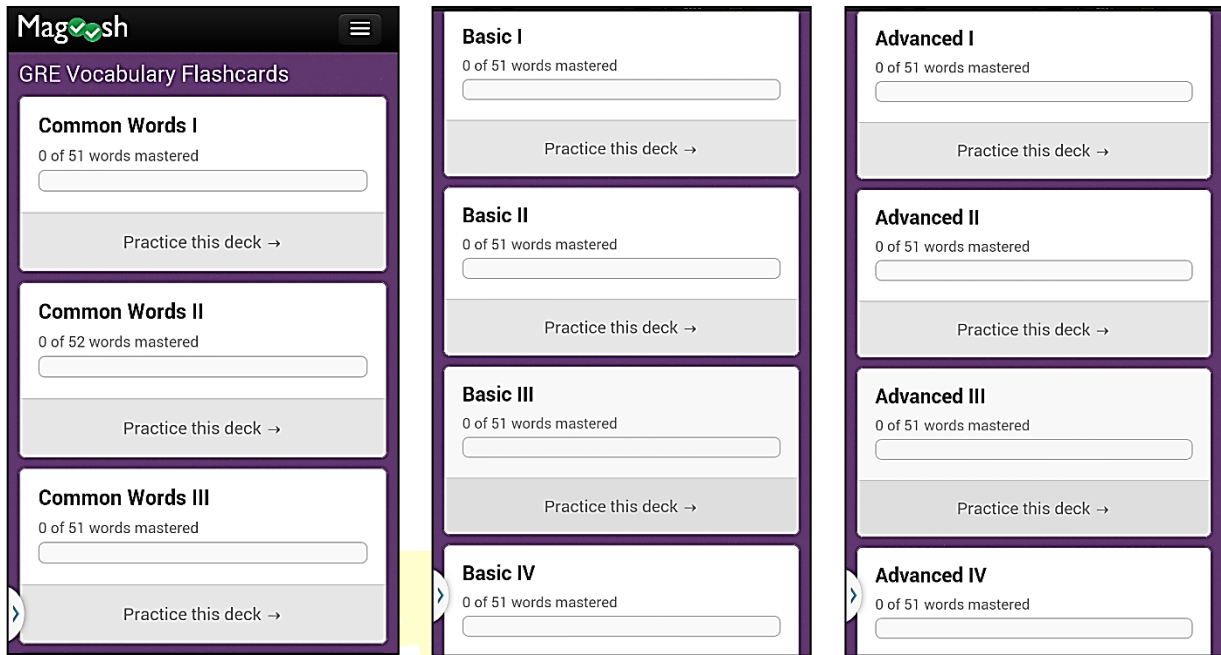 Magoosh
GRE Vocabulary Flashcards
Common Words I
0 of 51 words mastered
Practice this deck →
Common Words II
0 of 52 words mastered
Practice this deck →
Common Words III
0 of 51 words mastered
Practice this deck →
Basic I
0 of 51 words mastered
Practice this deck →
Basic II
0 of 51 words mastered
Practice this deck →
Basic III
0 of 51 words mastered
Practice this deck →
Basic IV
0 of 51 words mastered
Advanced I
0 of 51 words mastered
Practice this deck →
Advanced II
0 of 51 words mastered
Practice this deck →
Advanced III
0 of 51 words mastered
Practice this deck →
Advanced IV
0 of 51 words mastered